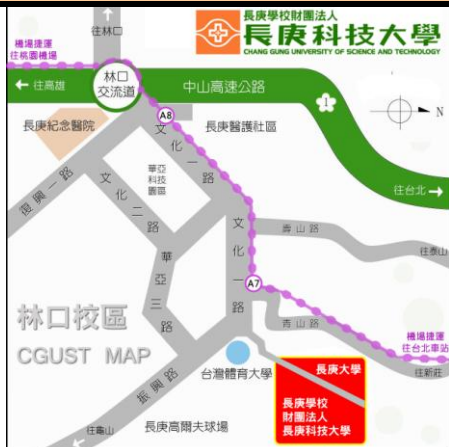 長庚學校財團法人
長庚科技大學
CHANG GUNG UNIVERSITY OF SCIENCE AND TECHNOLOGY
往林口
機場捷運
往桃園機場
← 往高雄
林口
交流道
中山高速公路
1
N
長庚紀念醫院
A8
長庚醫護社區
文化一路
往台北 →
復興一路
文化二路
華亞
科技
園區
文化一路
壽山路
往泰山
華亞三路
A7
林口校區
CGUST MAP
青山路
機場捷運
往台北車站
往新莊
振興路
台灣體育大學
長庚大學
長庚學校
財團法人
長庚科技大學
往龜山
長庚高爾夫球場